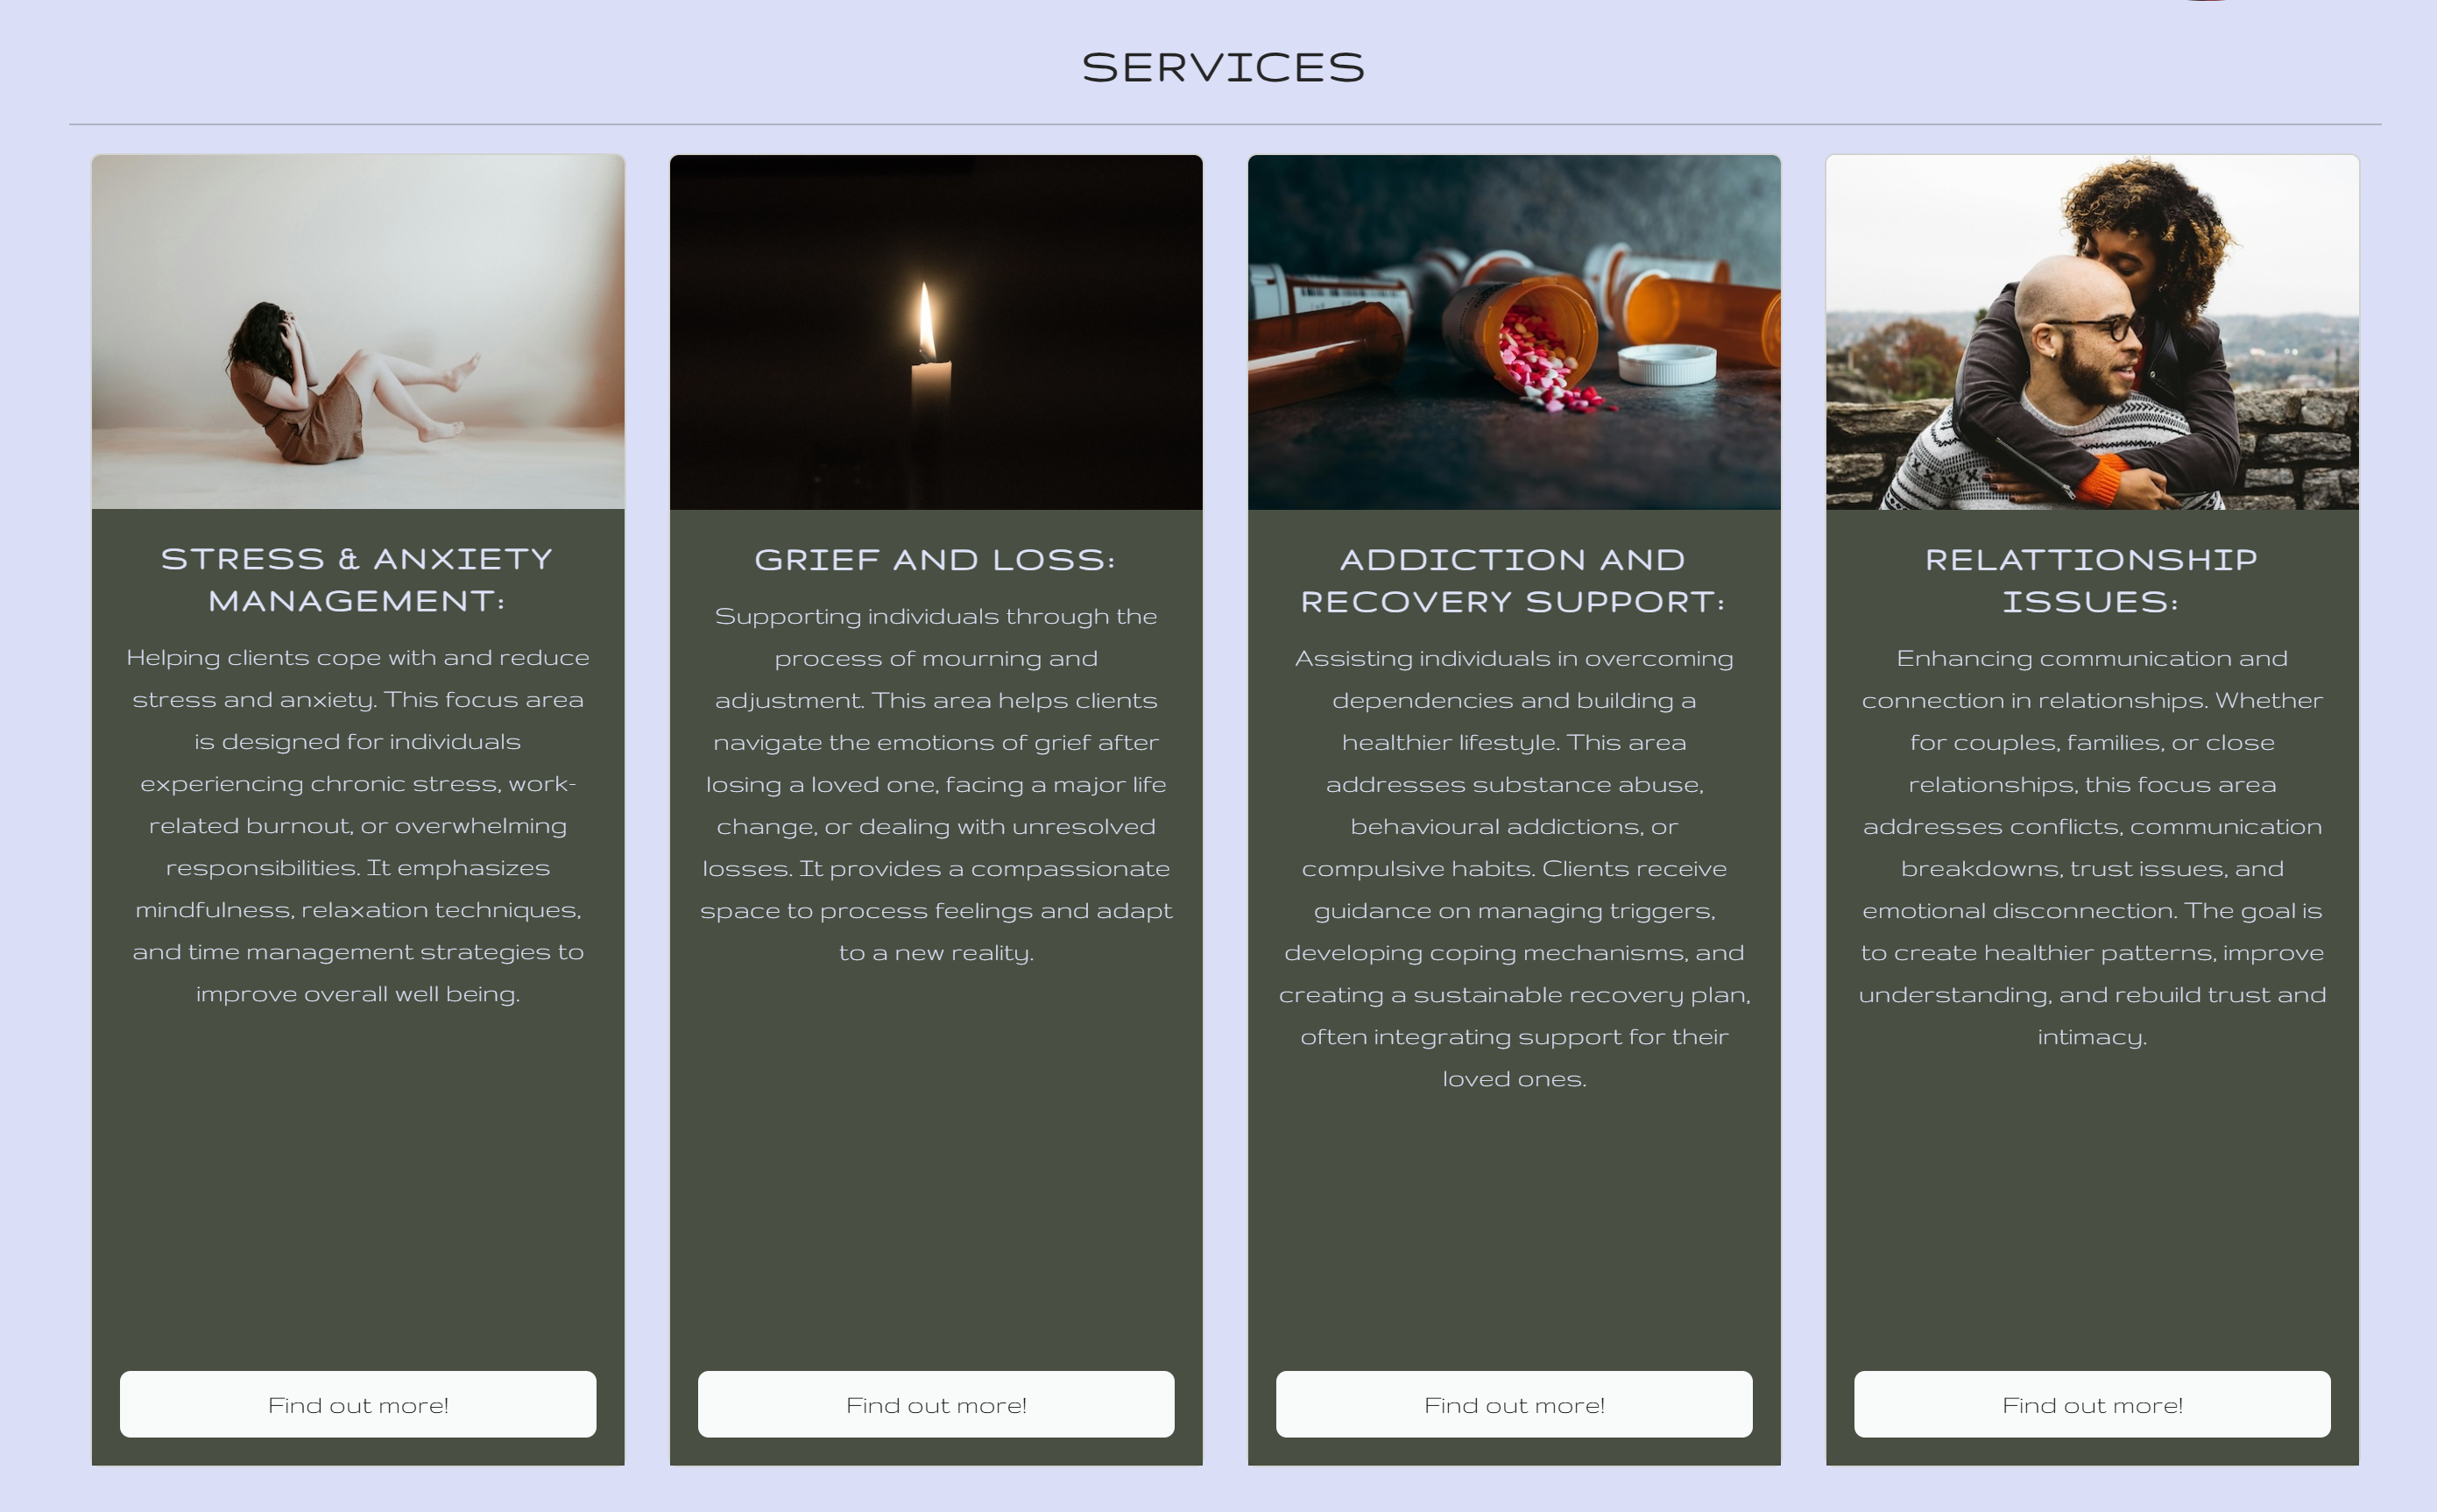 SERVICES
STRESS & ANXIETY
MANAGEMENT:
Helping clients cope with and reduce
stress and anxiety. This focus area
is designed for individuals
experiencing chronic stress, work-
related burnout, or overwhelming
responsibilities. It emphasizes
mindfulness, relaxation techniques,
and time management strategies to
improve overall well being.
Find out more!
GRIEF AND LOSS:
Supporting individuals through the
process of mourning and
adjustment. This area helps clients
navigate the emotions of grief after
losing a loved one, facing a major life
change, or dealing with unresolved
losses. It provides a compassionate
space to process feelings and adapt
to a new reality.
Find out more!
ADDICTION AND
RECOVERY SUPPORT:
Assisting individuals in overcoming
dependencies and building a
healthier lifestyle. This area
addresses substance abuse,
behavioural addictions, or
compulsive habits. Clients receive
guidance on managing triggers,
developing coping mechanisms, and
creating a sustainable recovery plan,
often integrating support for their
loved ones.
Find out more!
RELATTIONSHIP
ISSUES:
Enhancing communication and
connection in relationships. Whether
for couples, families, or close
relationships, this focus area
addresses conflicts, communication
breakdowns, trust issues, and
emotional disconnection. The goal is
to create healthier patterns, improve
understanding, and rebuild trust and
intimacy.
Find out more!